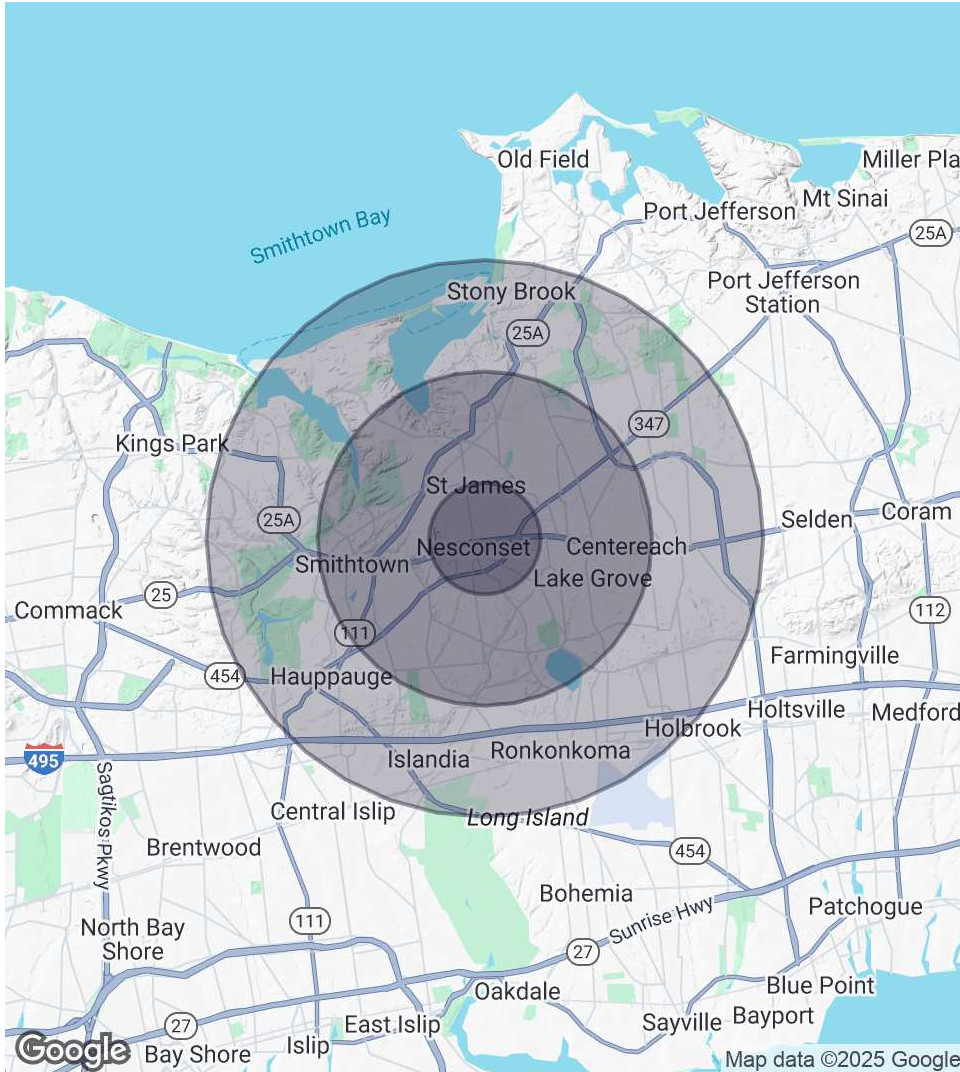 Old Field
Miller Pla
Mt Sinai
Port Jefferson
25A
Smithtown Bay
Port Jefferson
Station
Stony Brook
25A
347
Kings Park
St James
25A
Selden
Coram
Nesconset
Centereach
Smithtown
Lake Grove
25
Commack
112
111
Farmingville
454
Hauppauge
Holtsville
Medford
Holbrook
495
Islandia
Ronkonkoma
Sagtikos Pkwy
Central Islip
Long Island
Brentwood
454
Bohemia
111
Patchogue
North Bay
Shore
Sunrise Hwy
27
Oakdale
Blue Point
27
East Islip
Sayville
Bayport
Islip
Google
Bay Shore
Map data ©2025 Google